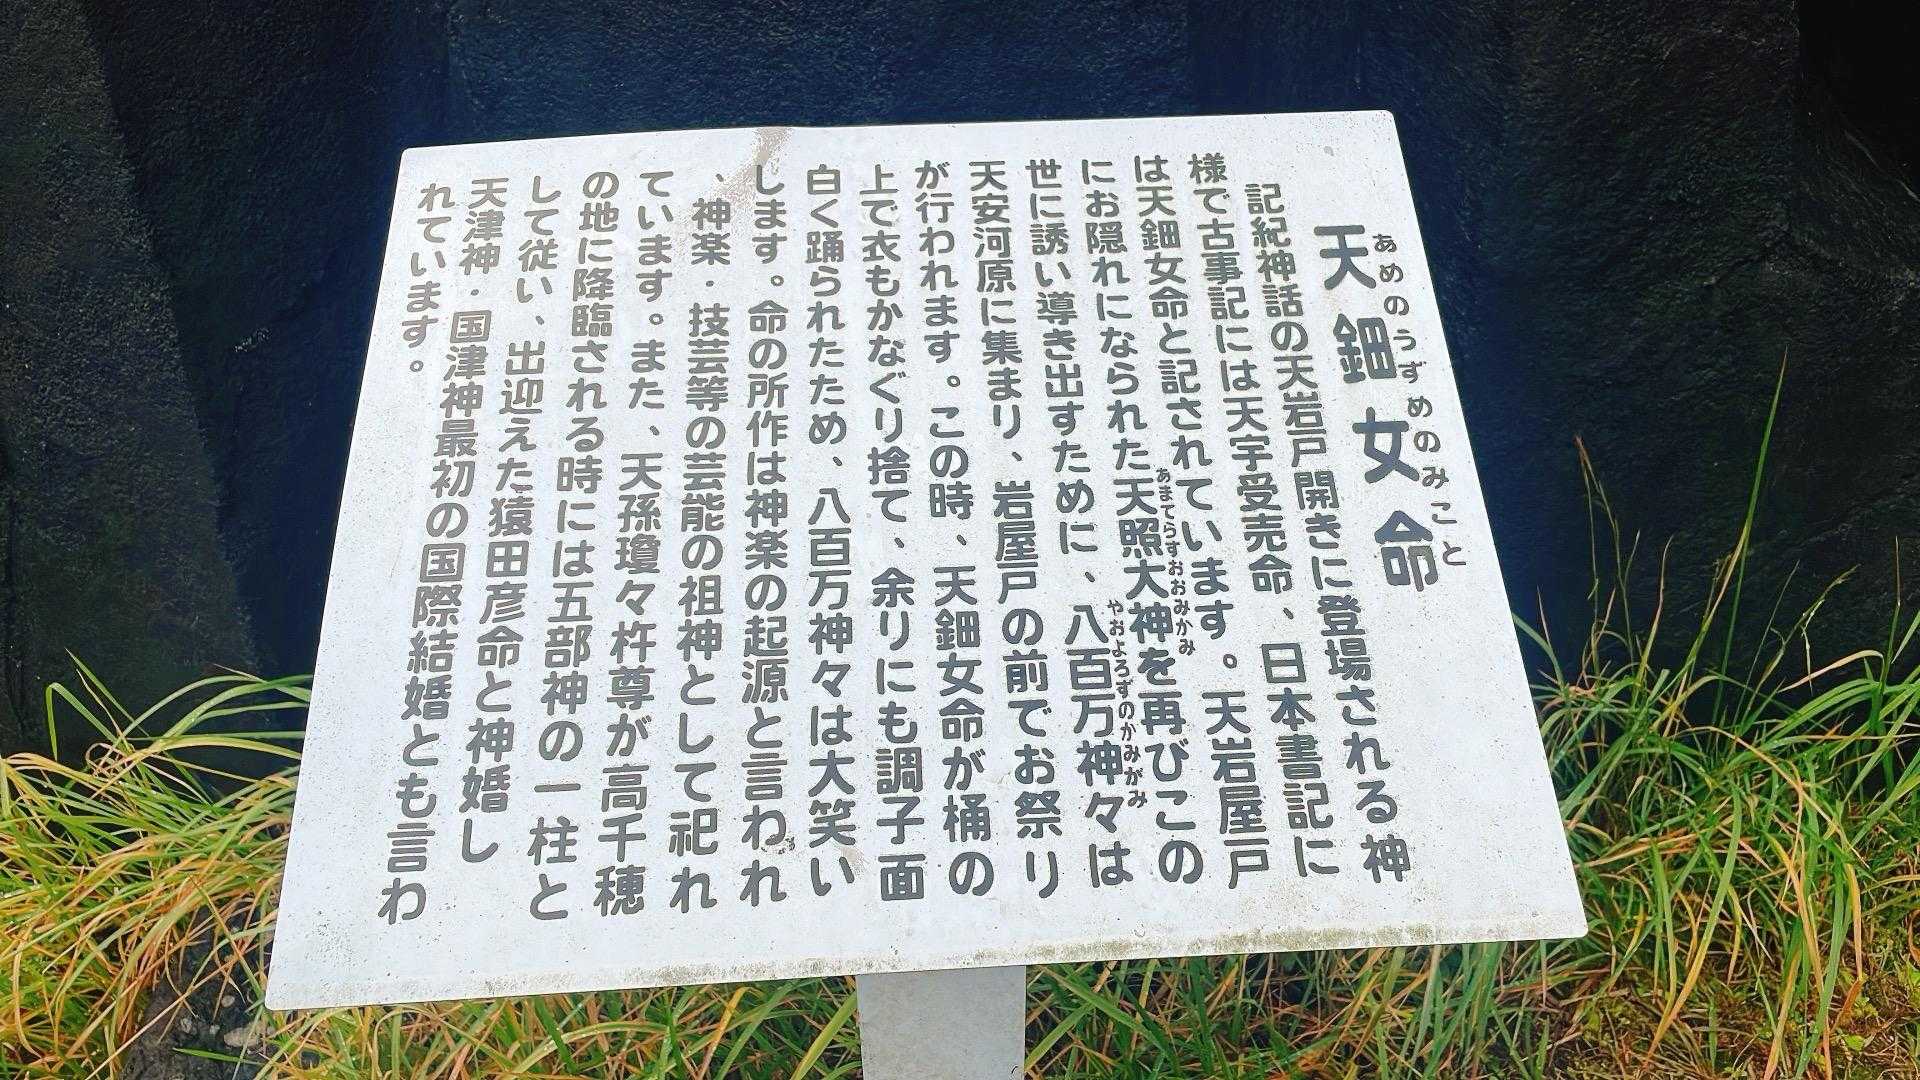 天鈿女命
あめのうずめのみこと
記紀神話の天岩戸開きに登場される神
様で古事記には天宇受売命、日本書記に
は天鈿女命と記されています。天岩屋戸
にお隠れになられた天照大神を再びこの
あまてらすおおみかみ
世に誘い導き出すために、八百万神々は
やおよろずのかみがみ
天安河原に集まり、岩屋戸の前でお祭り
が行われます。この時、天鈿女命が桶の
上で衣もかなぐり捨て、余りにも調子面
白く踊られたため、八百万神々は大笑い
します。命の所作は神楽の起源と言われ
、神楽・技芸等の芸能の祖神として祀れ
ています。また、天孫瓊々杵尊が高千穂
の地に降臨される時には五部神の一柱と
して従い、出迎えた猿田彦命と神婚し
天津神・国津神最初の国際結婚とも言わ
れています。